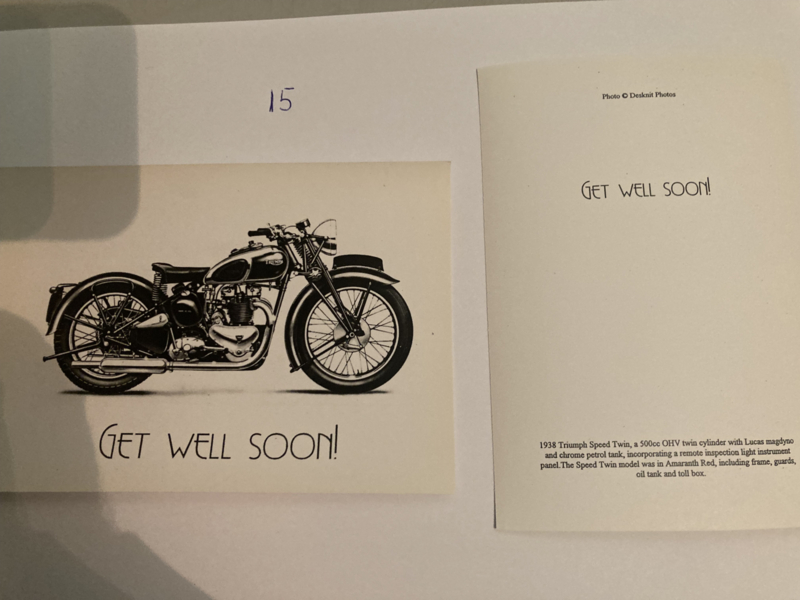 15
Photo © Desknit Photos
GET WELL SOON!
GET WELL SOON!
1938 Triumph Speed Twin, a 500cc OHV twin cylinder with Lucas magdyno
and chrome petrol tank, incorporating a remote inspection light instrument
panel.The Speed Twin model was in Amaranth Red, including frame, guards,
oil tank and toll box.